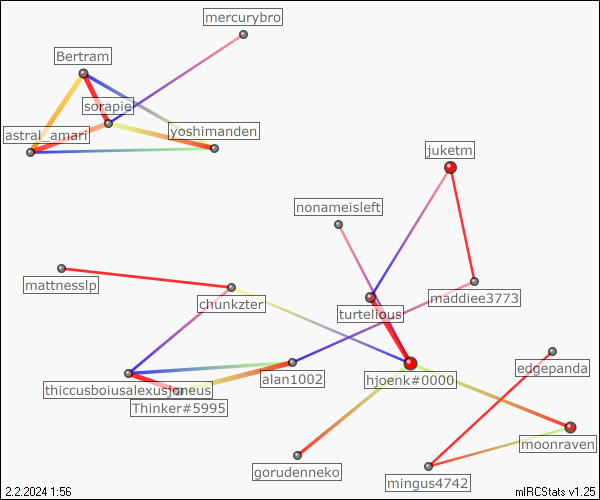 mercurybro
Bertram
sorapie
astral_amari
yoshimanden
juketm
nonameisleft
mattnesslp
chunkzter
maddiee3773
turtelious
hjoenk#0000
alan1002
thiccusboiusalexusjoneus
Thinker#5995
edgepanda
moonraven
gorudenneko
mingus4742
2.2.2024 1:56
mIRCStats v1.25